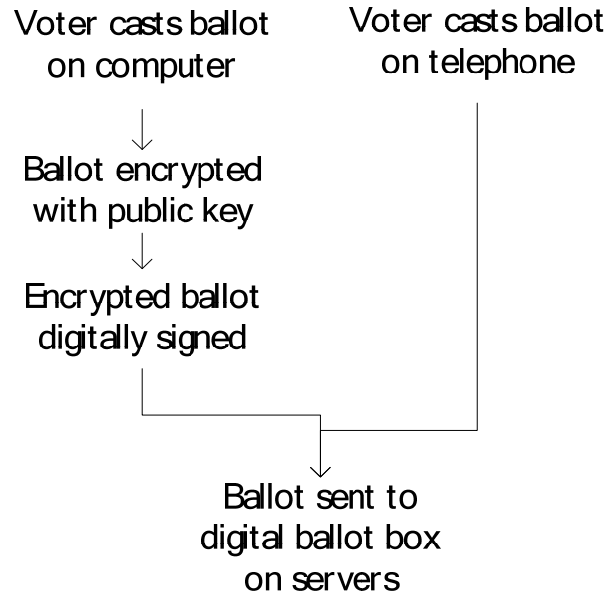 Voter casts ballot
on computer
Voter casts ballot
on telephone
Ballot encrypted
with public key
Encrypted ballot
digitally signed
Ballot sent to
digital ballot box
on servers